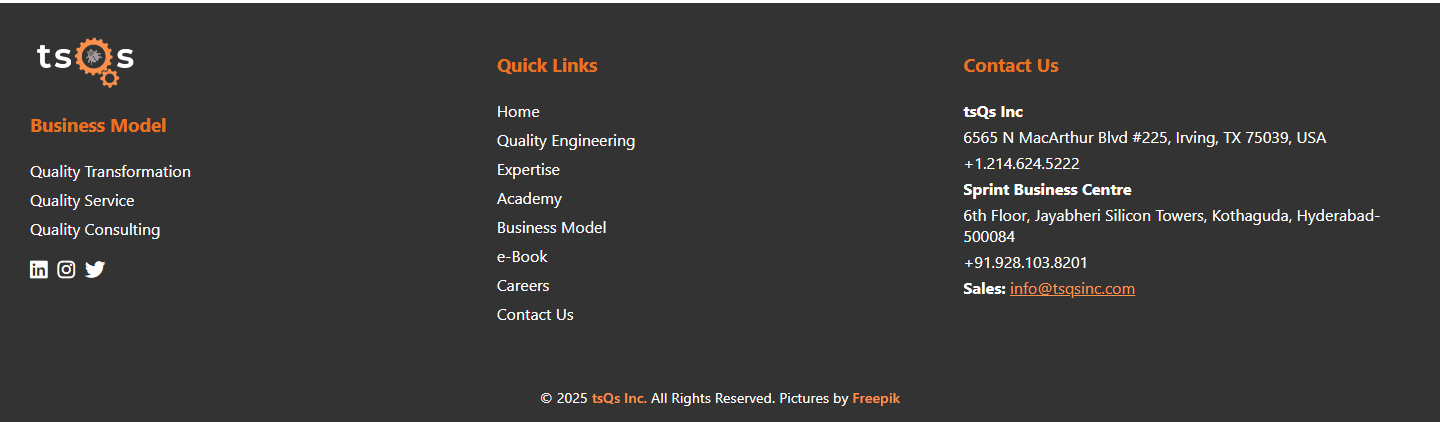 tsQs
Business Model
Quality Transformation
Quality Service
Quality Consulting
Quick Links
Home
Quality Engineering
Expertise
Academy
Business Model
e-Book
Careers
Contact Us
Contact Us
tsQs Inc
6565 N MacArthur Blvd #225, Irving, TX 75039, USA
+1.214.624.5222
Sprint Business Centre
6th Floor, Jayabheri Silicon Towers, Kothaguda, Hyderabad-
500084
+91.928.103.8201
Sales: info@tsqsinc.com
© 2025 tsQs Inc. All Rights Reserved. Pictures by Freepik